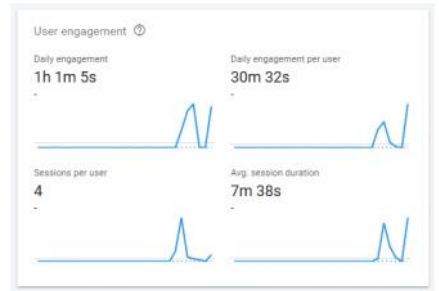 User engagement
Daily engagement
1h 1m 5s
-
Daily engagement per user
30m 32s
-
Sessions per user
4
-
Avg. session duration
7m 38s
-